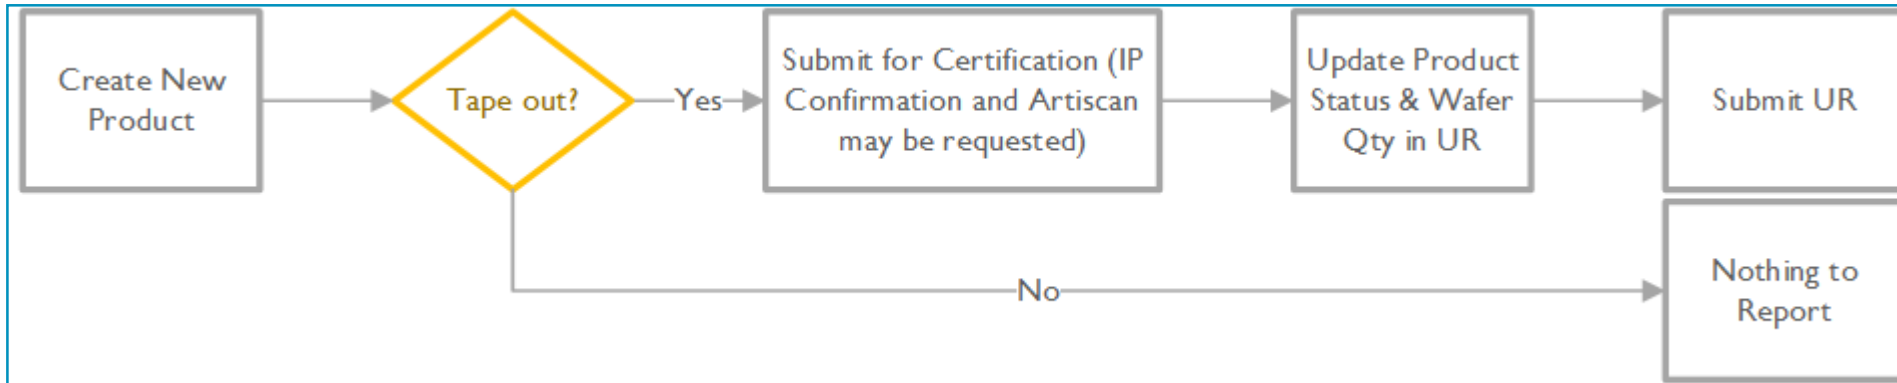 Create New
Product
Tape out?
Yes
Submit for Certification (IP
Confirmation and Artiscan
may be requested)
Update Product
Status & Wafer
Qty in UR
Submit UR
No
Nothing to
Report